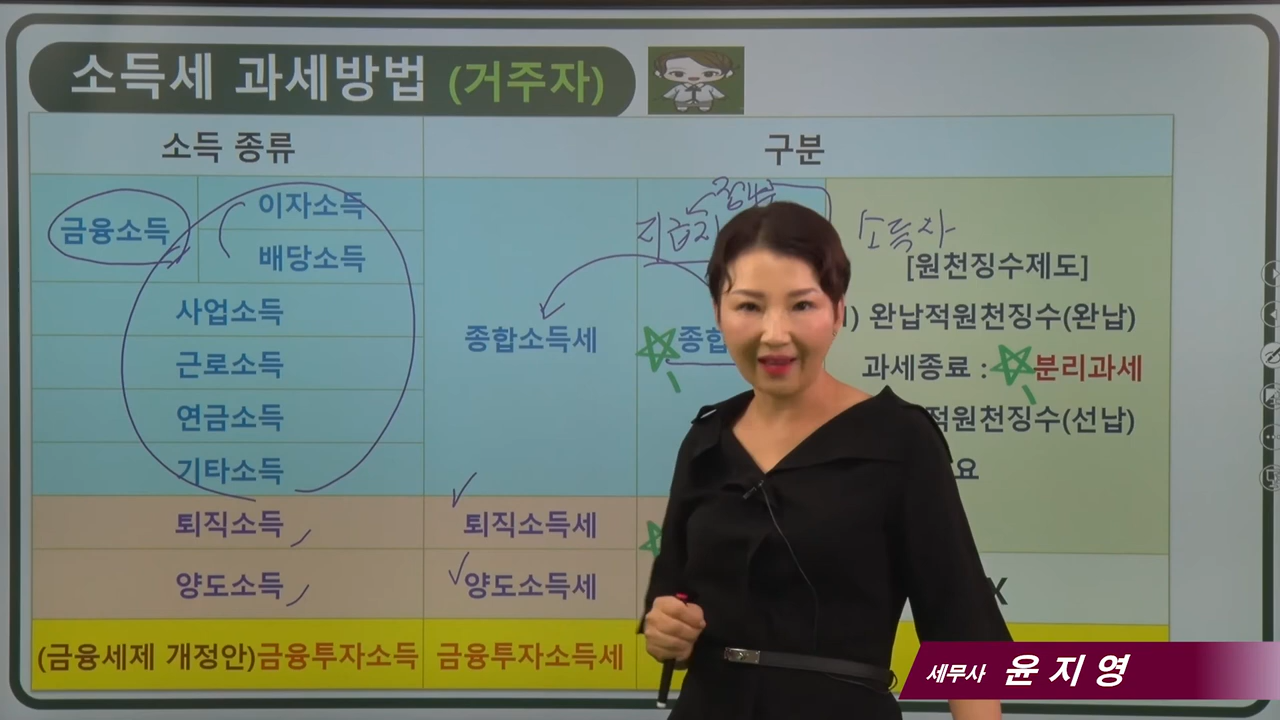 소득세 과세방법 (거주자)
소득 종류 구분
금융소득 이자소득
배당소득
사업소득
근로소득
연금소득
기타소득
종합소득세
소득자
[원천징수제도]
완납적원천징수(완납)
과세종료 : 분리과세
적원천징수(선납)
요
퇴직소득 퇴직소득세
양도소득 양도소득세
X
(금융세제 개정안)금융투자소득 금융투자소득세
세무사 윤지영